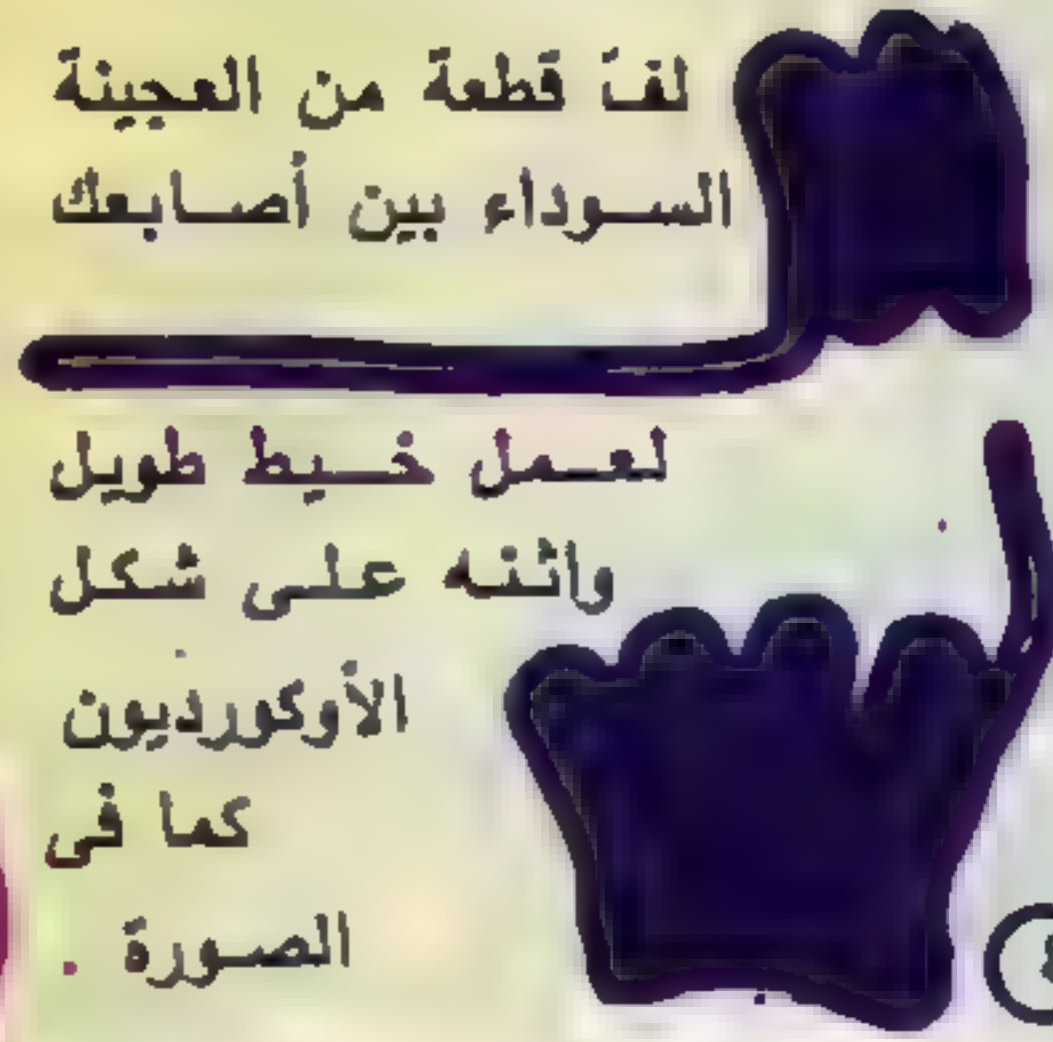 لفّ قطعة من العجينة
السوداء بين أصابعك
لعمل خيط طويل
واثنه على شكل
الأوكورديون
كما فى
الصورة .